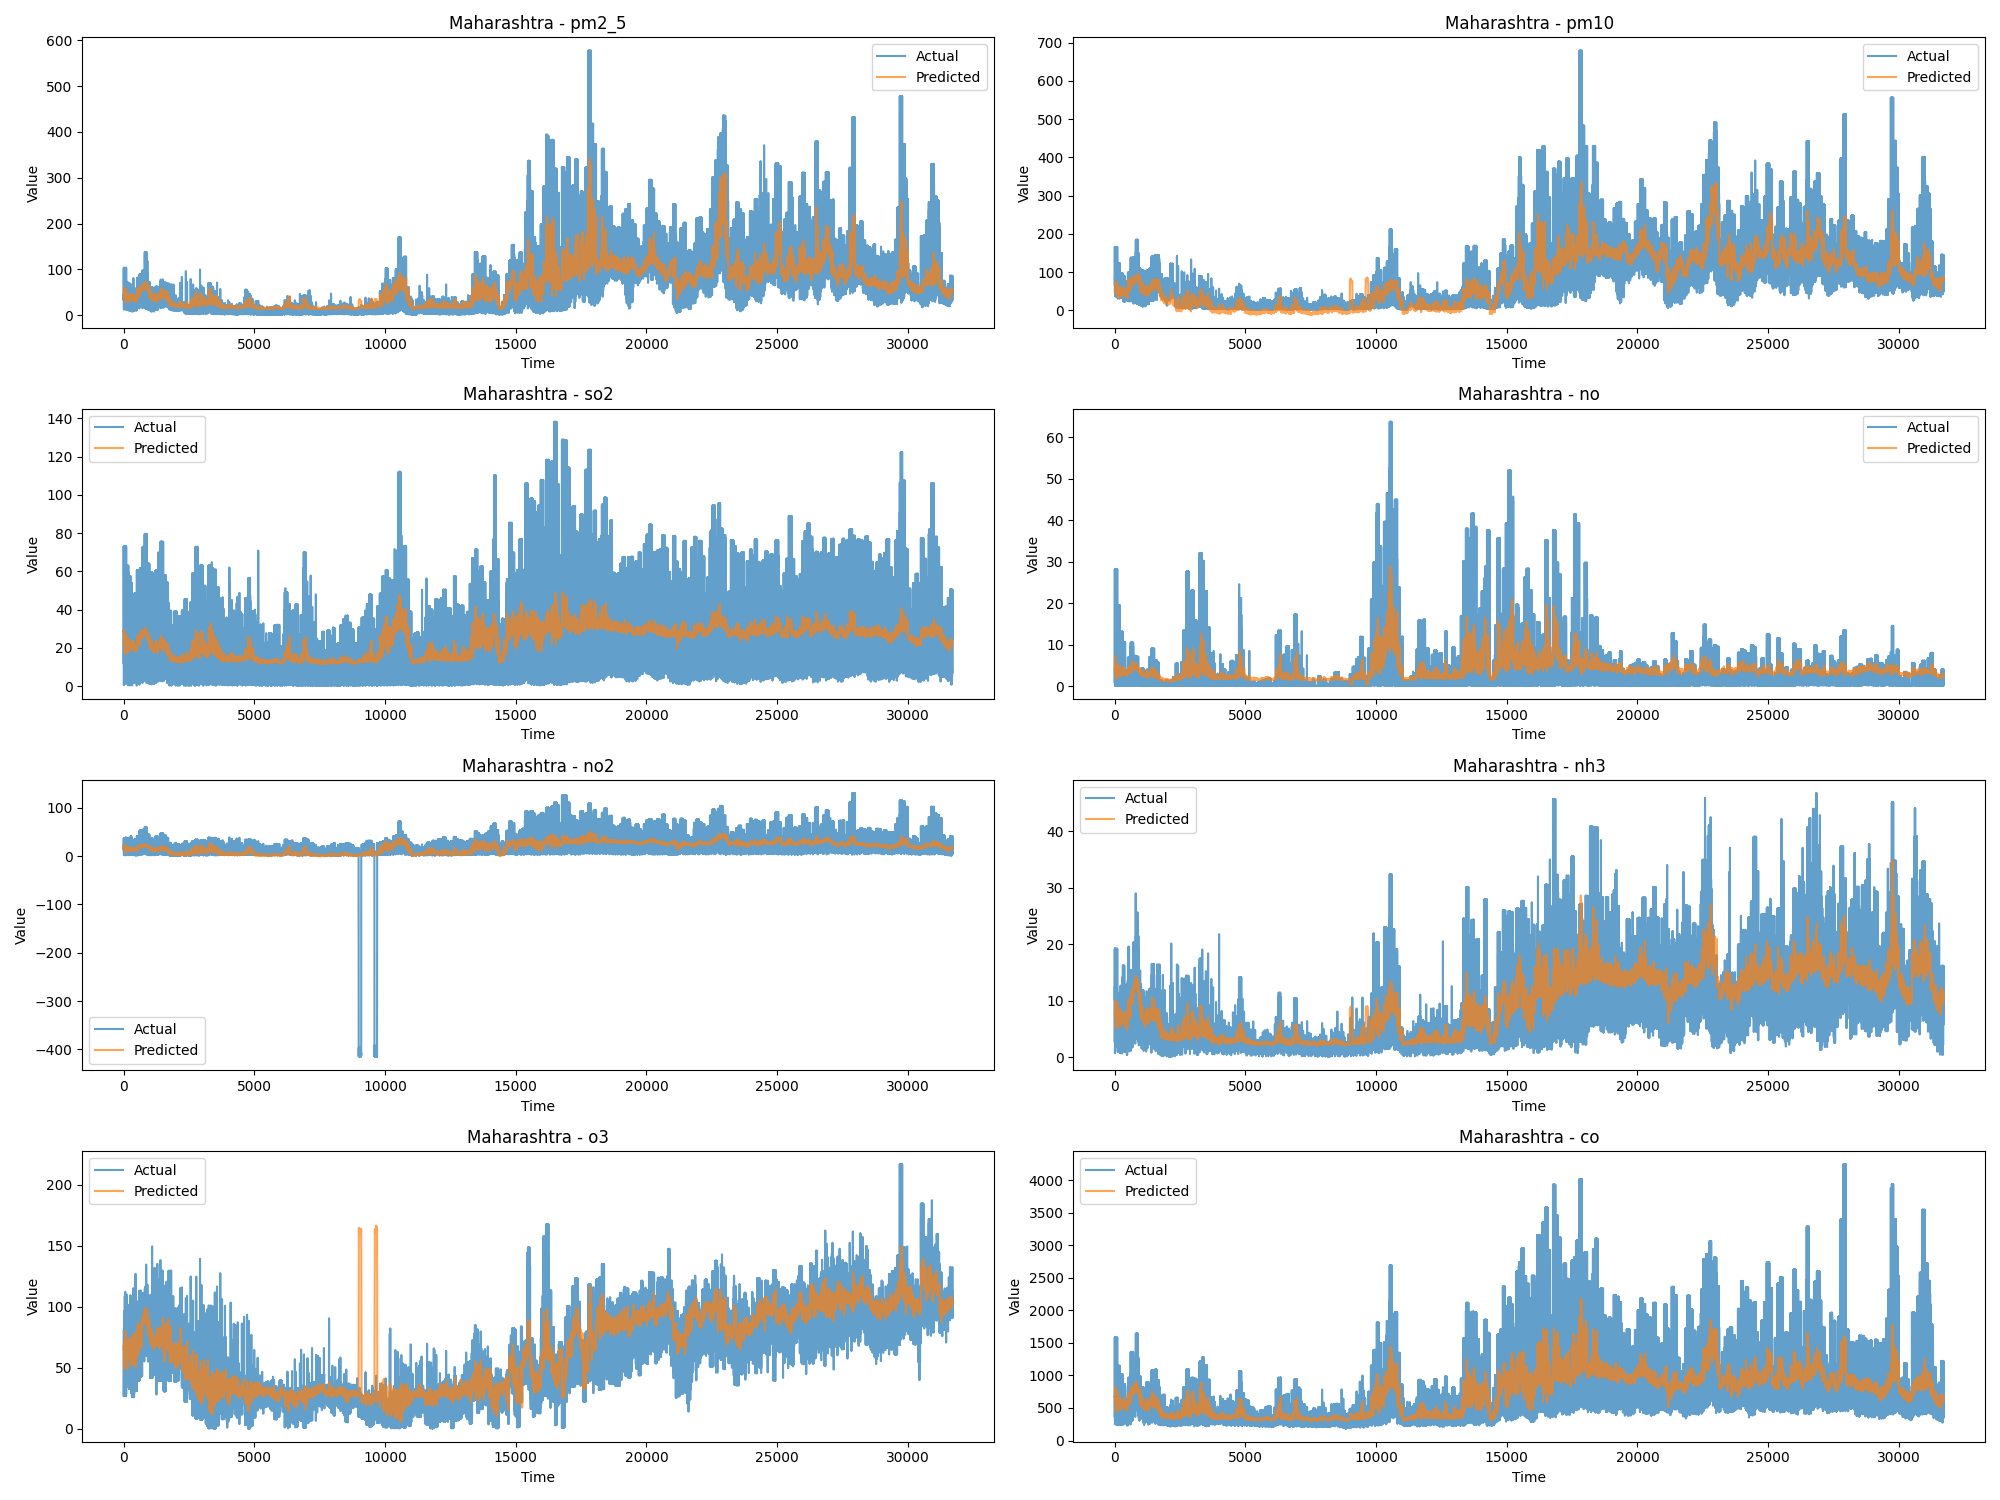 Maharashtra - pm2_5
600
500
400
300
200
100
0
Value
Actual
Predicted
0 5000 10000 15000 20000 25000 30000
Time
Maharashtra - pm10
700
600
500
400
300
200
100
0
Value
Actual
Predicted
0 5000 10000 15000 20000 25000 30000
Time
Maharashtra - so2
140
120
100
80
60
40
20
0
Value
Actual
Predicted
0 5000 10000 15000 20000 25000 30000
Time
Maharashtra - no
60
50
40
30
20
10
0
Value
Actual
Predicted
0 5000 10000 15000 20000 25000 30000
Time
Maharashtra - no2
100
0
−100
−200
−300
−400
Value
Actual
Predicted
0 5000 10000 15000 20000 25000 30000
Time
Maharashtra - nh3
40
30
20
10
0
Value
Actual
Predicted
0 5000 10000 15000 20000 25000 30000
Time
Maharashtra - o3
200
150
100
50
0
Value
Actual
Predicted
0 5000 10000 15000 20000 25000 30000
Time
Maharashtra - co
4000
3500
3000
2500
2000
1500
1000
500
0
Value
Actual
Predicted
0 5000 10000 15000 20000 25000 30000
Time